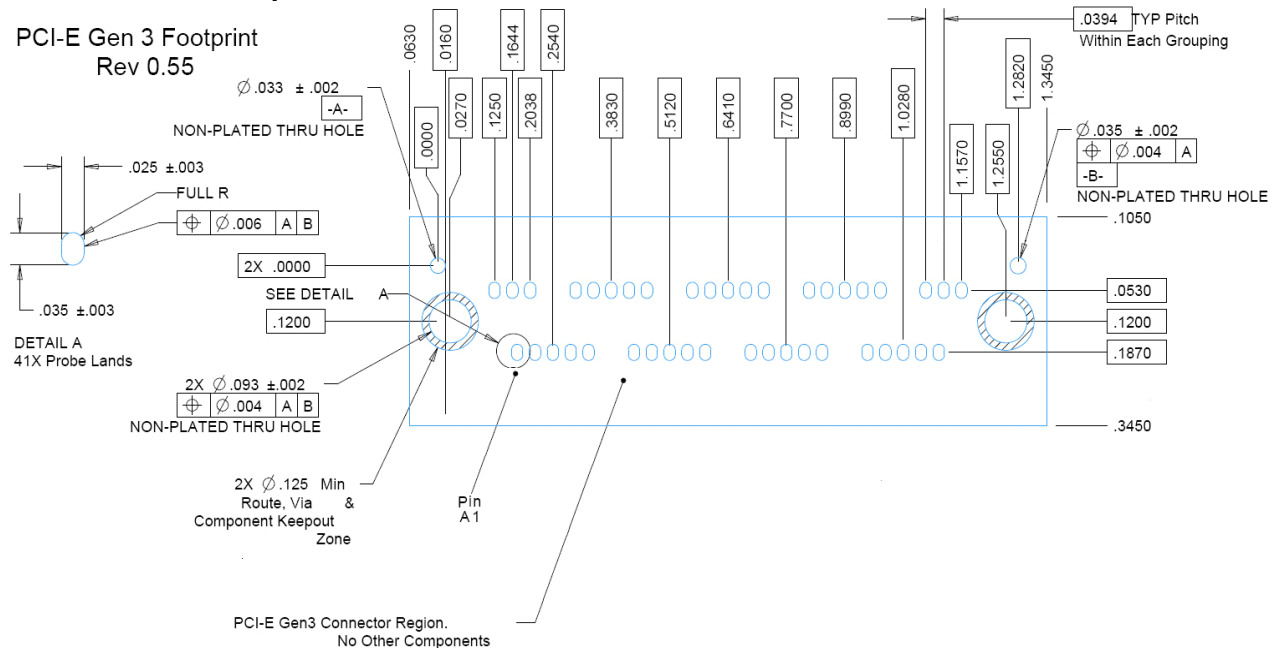 PCI-E Gen 3 Footprint
Rev 0.55
.0630
.0160
.1644
.2540
.0394 TYP Pitch
Within Each Grouping
Ø.033 ± .002
-A-
NON-PLATED THRU HOLE
.0000
.0270
.1250
.2038
.3830
.5120
.6410
.7700
.8990
1.0280
1.1570
1.2550
1.2820
1.3450
Ø.035 ± .002
⌖ Ø.004 A
-B-
NON-PLATED THRU HOLE
.025 ±.003
FULL R
⌖ Ø.006 A B
.1050
2X .0000
SEE DETAIL A
.0530
.035 ±.003
.1200
.1200
DETAIL A
41X Probe Lands
.1870
2X Ø.093 ±.002
⌖ Ø.004 A B
NON-PLATED THRU HOLE
.3450
2X Ø.125 Min
Route, Via &
Component Keepout
Zone
Pin
A1
PCI-E Gen3 Connector Region.
No Other Components